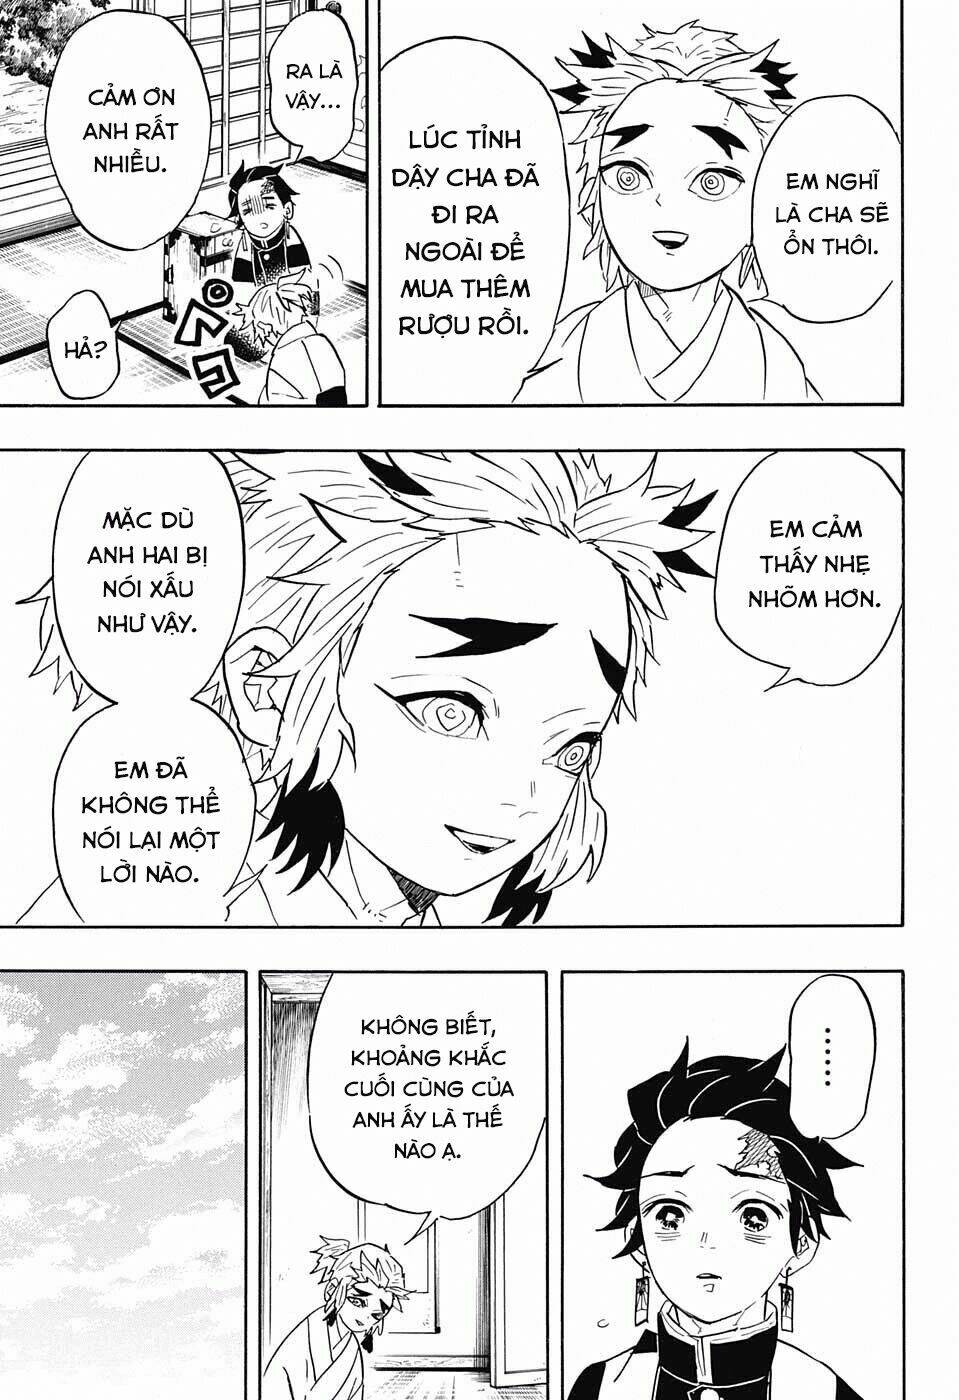 EM NGHĨ
LÀ CHA SẼ
ỔN THÔI.
LÚC TỈNH
DẬY CHA ĐÃ
ĐI RA
NGOÀI ĐỂ
MUA THÊM
RƯỢU RỒI.
RA LÀ
VẬY...
CẢM ƠN
ANH RẤT
NHIỀU.
ペコ
HẢ?
EM CẢM
THẤY NHẸ
NHÕM HƠN.
MẶC DÙ
ANH HAI BỊ
NÓI XẤU
NHƯ VẬY.
EM ĐÃ
KHÔNG THỂ
NÓI LẠI MỘT
LỜI NÀO.
........
KHÔNG BIẾT,
KHOẢNG KHẮC
CUỐI CÙNG CỦA
ANH ẤY LÀ THẾ
NÀO Ạ.